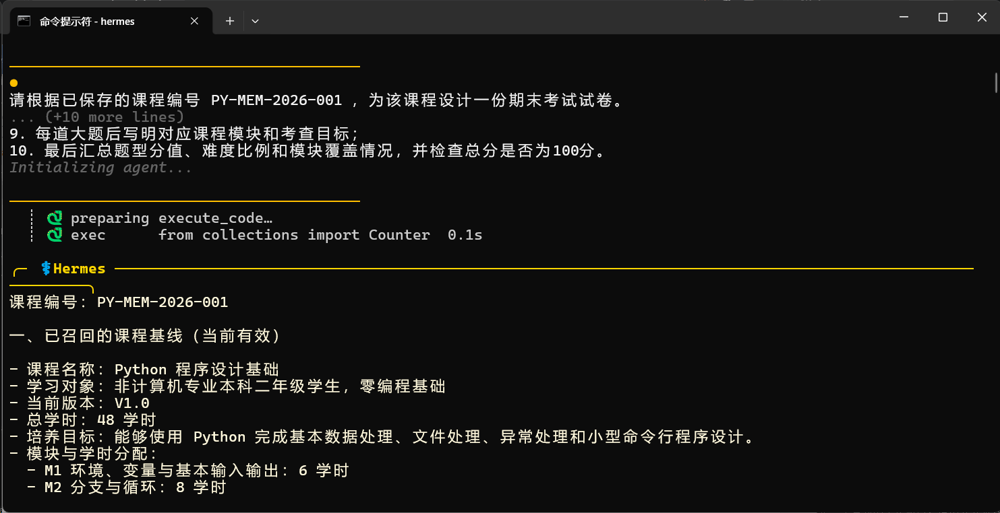 命令提示符 - hermes
请根据已保存的课程编号 PY-MEM-2026-001 ，为该课程设计一份期末考试试卷。
... (+10 more lines)
9. 每道大题后写明对应课程模块和考查目标；
10. 最后汇总题型分值、难度比例和模块覆盖情况，并检查总分是否为100分。
Initializing agent...
preparing execute_code…
exec from collections import Counter 0.1s
Hermes
课程编号：PY-MEM-2026-001
一、已召回的课程基线（当前有效）
- 课程名称：Python 程序设计基础
- 学习对象：非计算机专业本科二年级学生，零编程基础
- 当前版本：V1.0
- 总学时：48 学时
- 培养目标：能够使用 Python 完成基本数据处理、文件处理、异常处理和小型命令行程序设计。
- 模块与学时分配：
- M1 环境、变量与基本输入输出：6 学时
- M2 分支与循环：8 学时